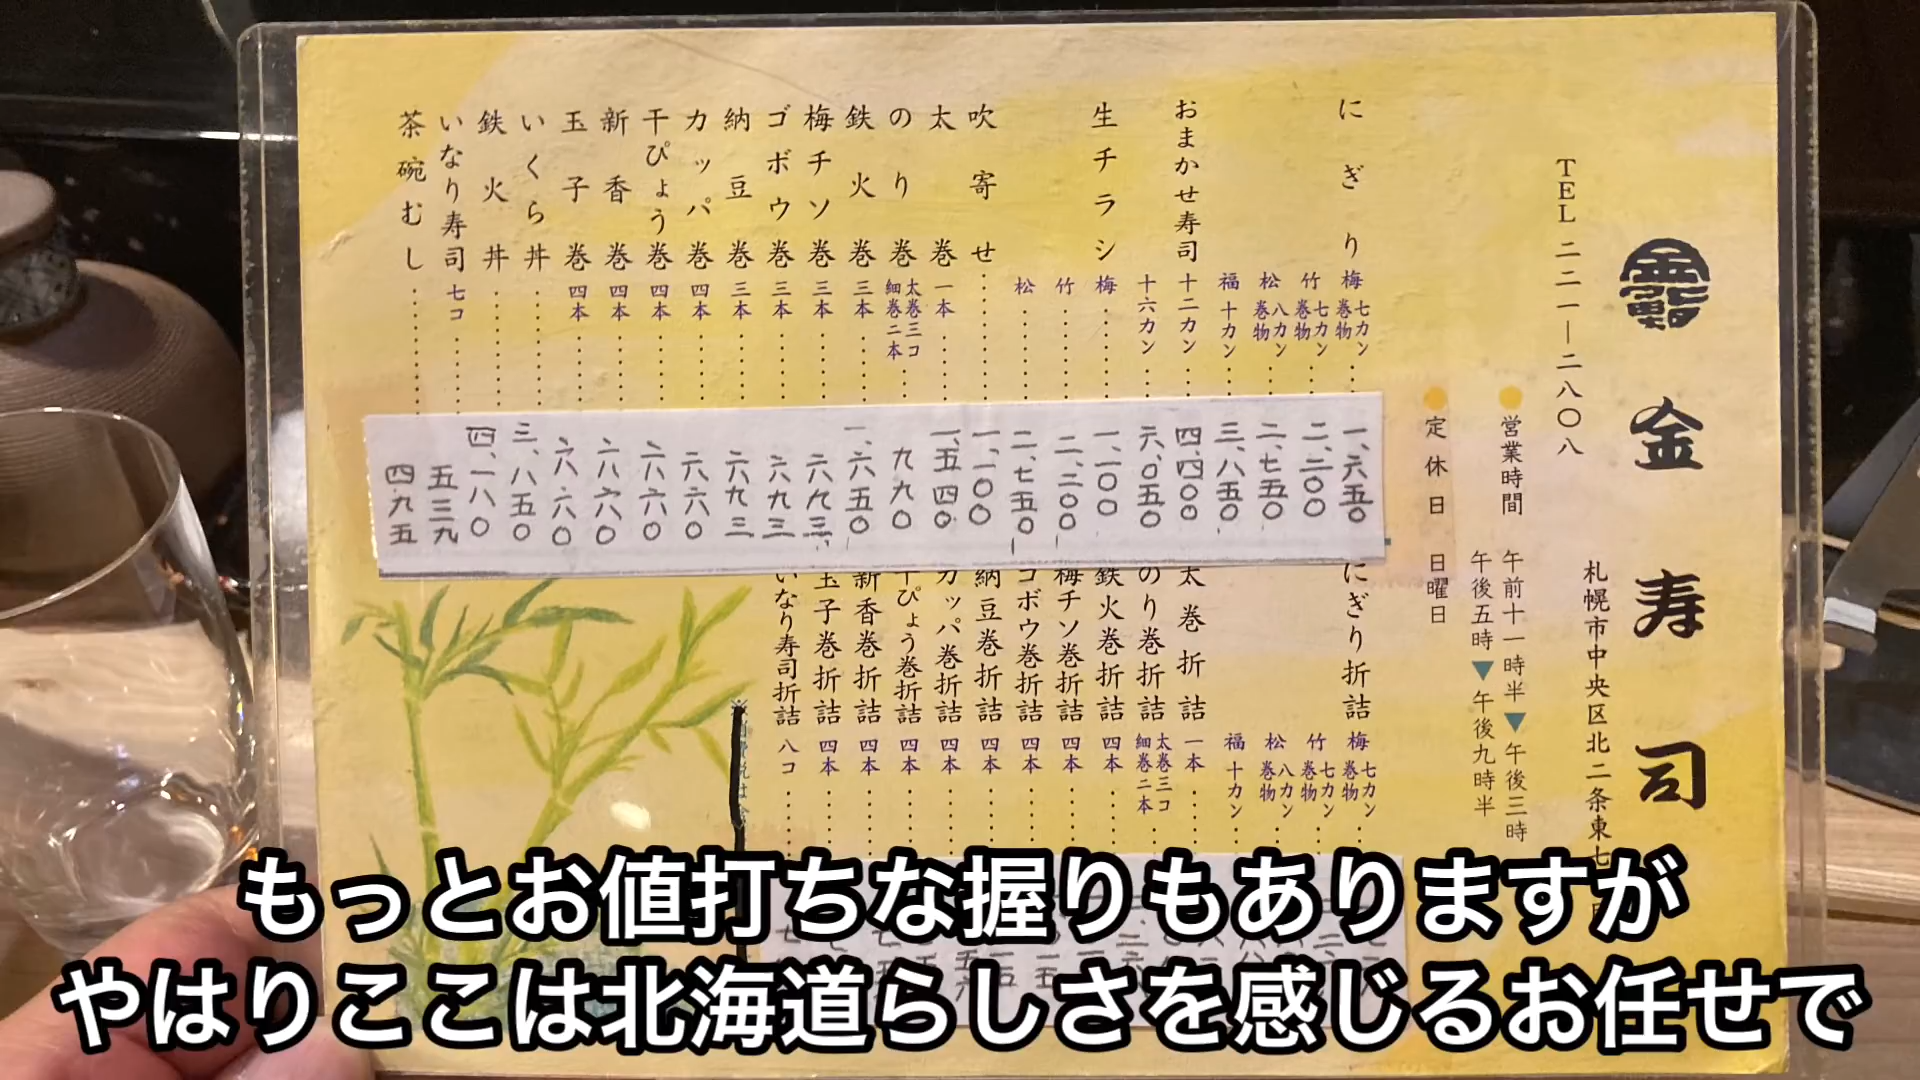 金寿司
札幌市中央区北二条東七
TEL 二二一―二八〇八
営業時間 午前十一時半▼午後三時
午後五時▼午後九時半
定休日 日曜日
にぎり 梅 七カン 巻物 一、六五〇
竹 七カン 巻物 二、二〇〇
松 八カン 巻物 二、七五〇
福 十カン 三、八五〇
おまかせ寿司 十二カン 四、四〇〇
十六カン 六、〇五〇
生チラシ 梅 一、一〇〇
竹 二、二〇〇
松 二、七五〇
吹寄せ 一、一〇〇
太巻 一本 一、五四〇
のり巻 太巻三コ 細巻二本 九九〇
鉄火巻 三本 一、六五〇
梅チソ巻 三本 六九三
ゴボウ巻 三本 六九三
納豆巻 三本 六九三
カッパ巻 四本 六六〇
干ぴょう巻 四本 六六〇
新香巻 四本 六六〇
玉子巻 四本 六六〇
いくら丼 三、八五〇
鉄火丼 四、一八〇
いなり寿司 七コ 五三九
茶碗むし 四九五
にぎり折詰 梅 七カン 巻物
竹 七カン 巻物
松 八カン 巻物
福 十カン
太巻折詰 一本
のり巻折詰 太巻三コ 細巻二本
鉄火巻折詰 四本
梅チソ巻折詰 四本
ゴボウ巻折詰 四本
納豆巻折詰 四本
カッパ巻折詰 四本
干ぴょう巻折詰 四本
新香巻折詰 四本
玉子巻折詰 四本
いなり寿司折詰 八コ
もっとお値打ちな握りもありますが
やはりここは北海道らしさを感じるお任せで